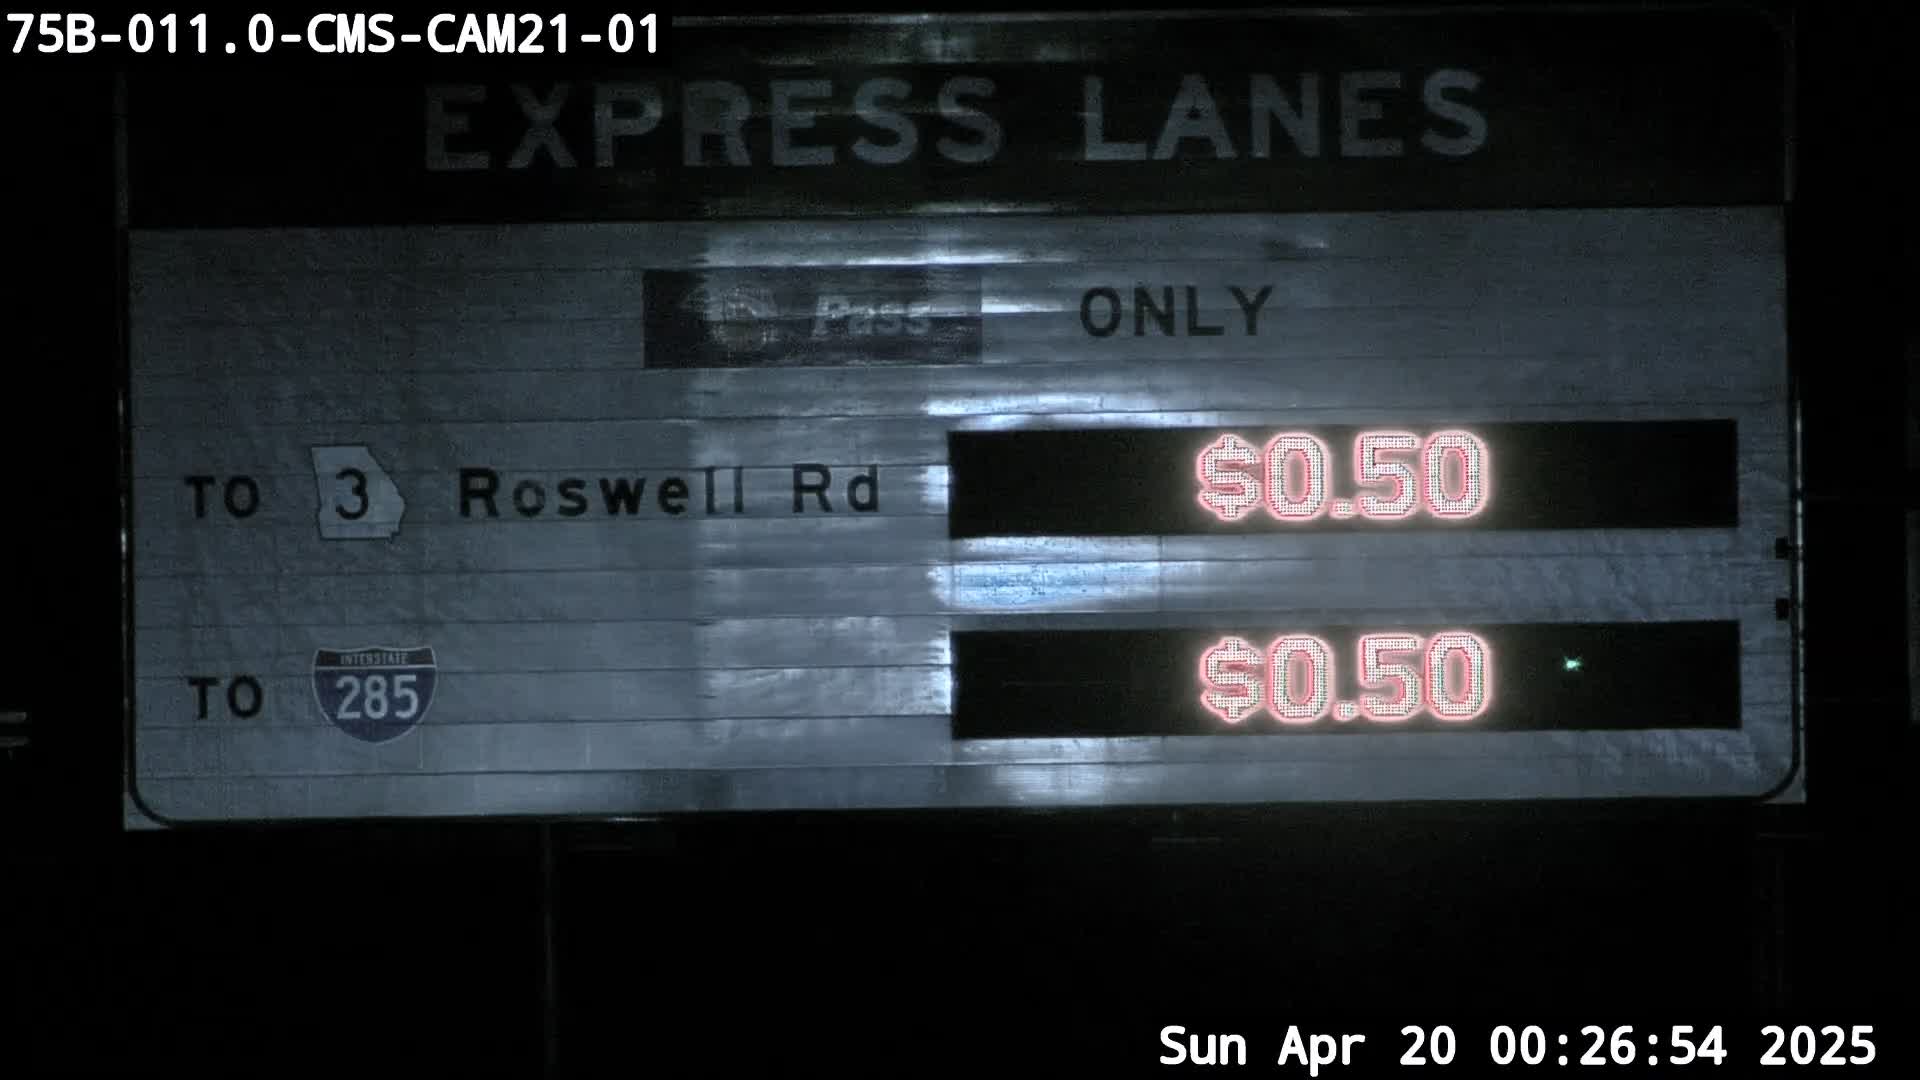 75B-011.0-CMS-CAM21-01
EXPRESS LANES
Pass ONLY
TO 3 Roswell Rd $0.50
INTERSTATE
TO 285 $0.50
Sun Apr 20 00:26:54 2025